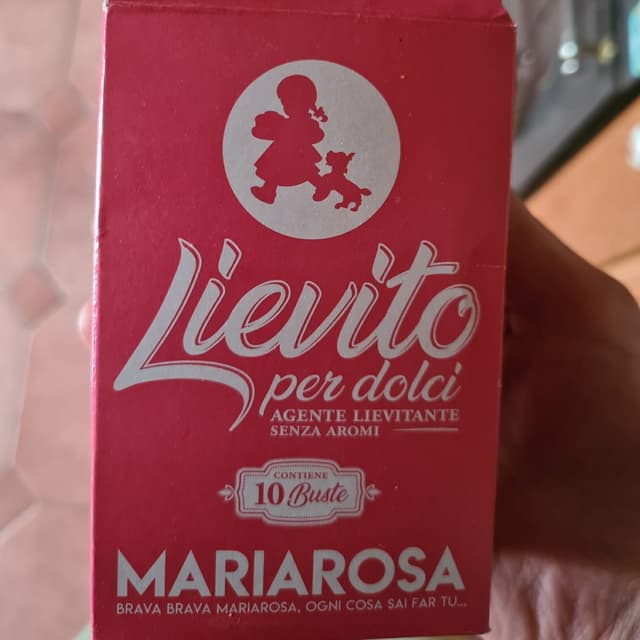 Lievito
per dolci
AGENTE LIEVITANTE
SENZA AROMI
CONTIENE
10 Buste
MARIAROSA
BRAVA BRAVA MARIAROSA, OGNI COSA SAI FAR TU...